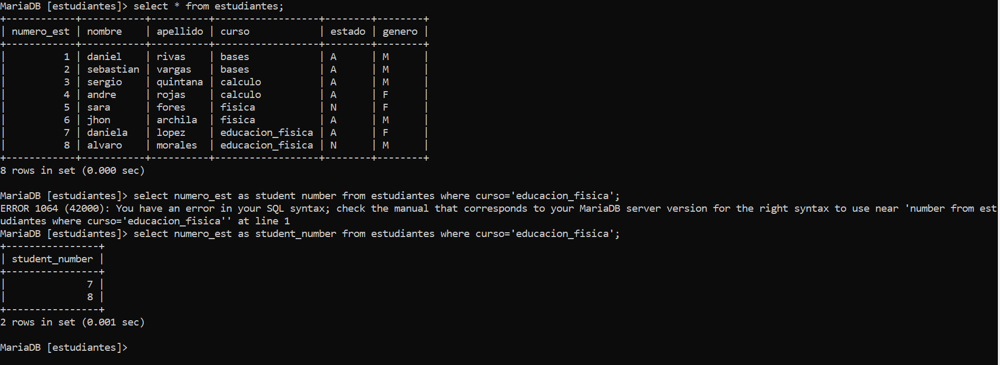 MariaDB [estudiantes]> select * from estudiantes;
+------------+-----------+----------+------------------+--------+--------+
| numero_est | nombre    | apellido | curso            | estado | genero |
+------------+-----------+----------+------------------+--------+--------+
|          1 | daniel    | rivas    | bases            | A      | M      |
|          2 | sebastian | vargas   | bases            | A      | M      |
|          3 | sergio    | quintana | calculo          | A      | M      |
|          4 | andre     | rojas    | calculo          | A      | F      |
|          5 | sara      | fores    | fisica           | N      | F      |
|          6 | jhon      | archila  | fisica           | A      | M      |
|          7 | daniela   | lopez    | educacion_fisica | A      | F      |
|          8 | alvaro    | morales  | educacion_fisica | N      | M      |
+------------+-----------+----------+------------------+--------+--------+
8 rows in set (0.000 sec)

MariaDB [estudiantes]> select numero_est as student number from estudiantes where curso='educacion_fisica';
ERROR 1064 (42000): You have an error in your SQL syntax; check the manual that corresponds to your MariaDB server version for the right syntax to use near 'number from est
udiantes where curso='educacion_fisica'' at line 1
MariaDB [estudiantes]> select numero_est as student_number from estudiantes where curso='educacion_fisica';
+----------------+
| student_number |
+----------------+
|              7 |
|              8 |
+----------------+
2 rows in set (0.001 sec)

MariaDB [estudiantes]>